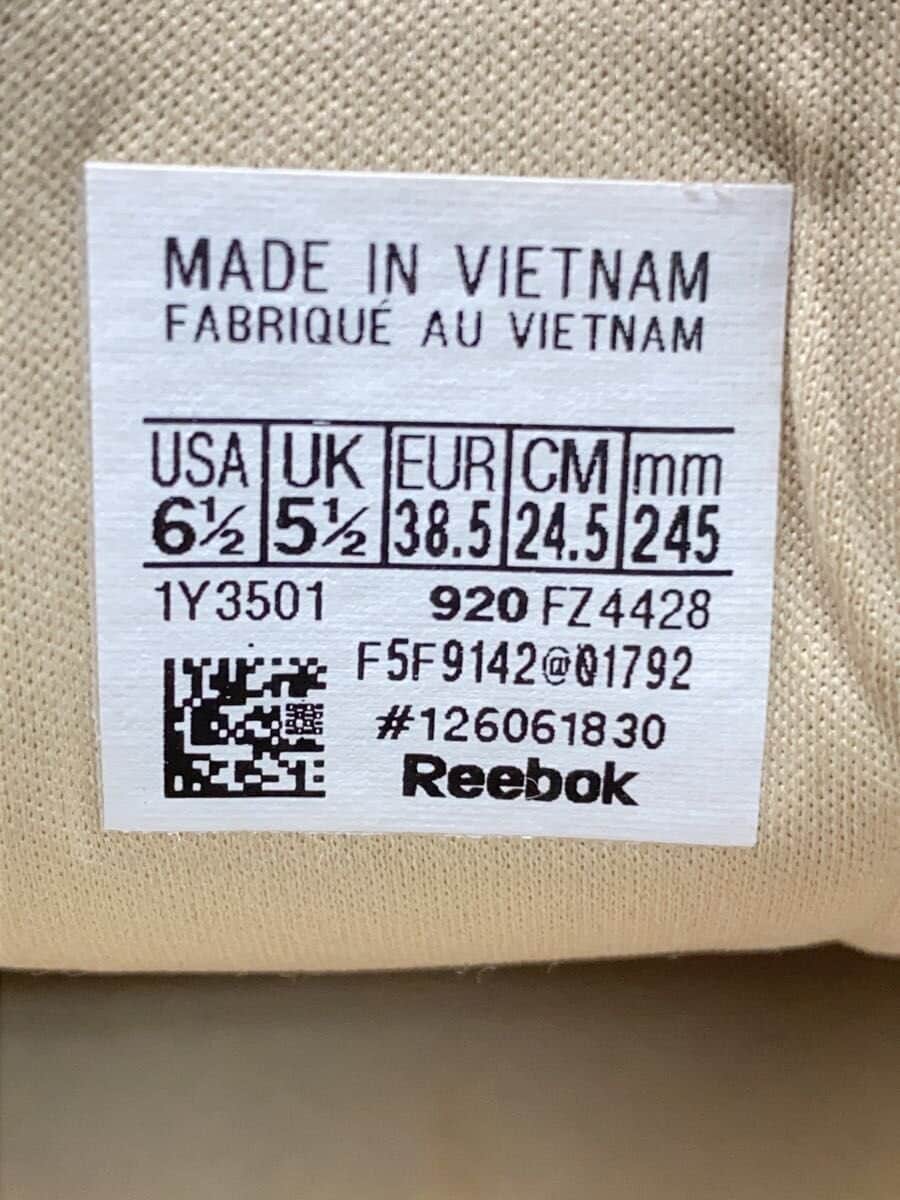 MADE IN VIETNAM
FABRIQUÉ AU VIETNAM
USA UK EUR CM mm
6½ 5½ 38.5 24.5 245
1Y3501 920 FZ4428
F5F9142@01792
#126061830
Reebok